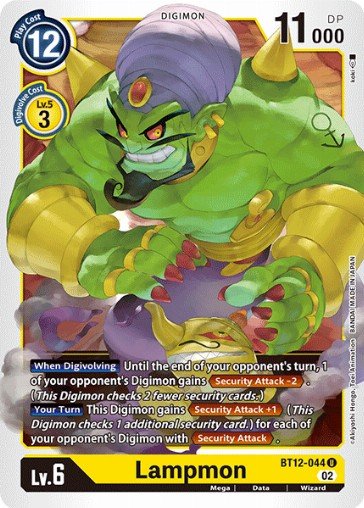 Play Cost
12
DIGIMON
11000
DP
Digivolve Cost
Lv.5
3
koki
©Akiyoshi Hongo, Toei Animation ©BANDAI MADE IN JAPAN
When Digivolving Until the end of your opponent's turn, 1
of your opponent's Digimon gains Security Attack -2 .
(This Digimon checks 2 fewer security cards.)
Your Turn This Digimon gains Security Attack +1 (This
Digimon checks 1 additional security card.) for each of
your opponent's Digimon with Security Attack .
BT12-044 U
Lv.6
Lampmon
02
Mega | Data | Wizard